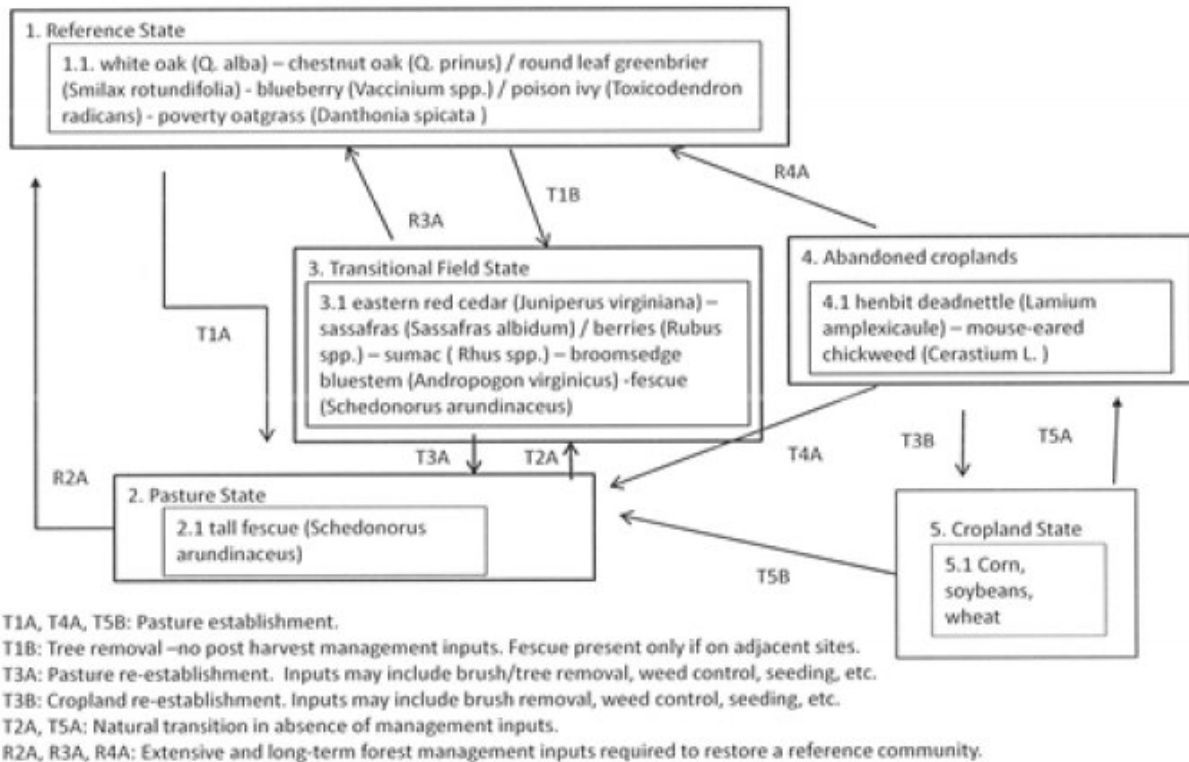 1. Reference State
1.1. white oak (Q. alba) – chestnut oak (Q. prinus) / round leaf greenbrier
(Smilax rotundifolia) - blueberry (Vaccinium spp.) / poison ivy (Toxicodendron
radicans) - poverty oatgrass (Danthonia spicata )
R4A
T1B
R3A
3. Transitional Field State
3.1 eastern red cedar (Juniperus virginiana) –
sassafras (Sassafras albidum) / berries (Rubus
spp.) – sumac ( Rhus spp.) – broomsedge
bluestem (Andropogon virginicus) -fescue
(Schedonorus arundinaceus)
4. Abandoned croplands
4.1 henbit deadnettle (Lamium
amplexicaule) – mouse-eared
chickweed (Cerastium L. )
T1A
T3A
T2A
T4A
T3B
T5A
R2A
2. Pasture State
2.1 tall fescue (Schedonorus
arundinaceus)
5. Cropland State
5.1 Corn,
soybeans,
wheat
T5B
T1A, T4A, T5B: Pasture establishment.
T1B: Tree removal –no post harvest management inputs. Fescue present only if on adjacent sites.
T3A: Pasture re-establishment.  Inputs may include brush/tree removal, weed control, seeding, etc.
T3B: Cropland re-establishment. Inputs may include brush removal, weed control, seeding, etc.
T2A, T5A: Natural transition in absence of management inputs.
R2A, R3A, R4A: Extensive and long-term forest management inputs required to restore a reference community.